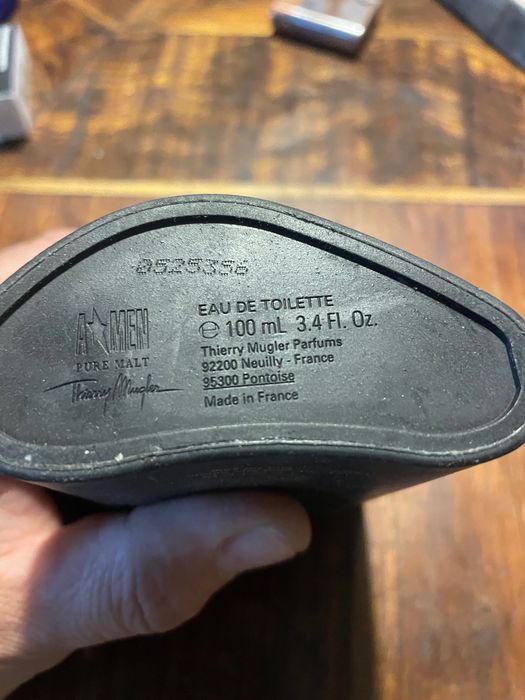 0525356
A★MEN
PURE MALT
Thierry Mugler
EAU DE TOILETTE
℮ 100 mL 3.4 Fl. Oz.
Thierry Mugler Parfums
92200 Neuilly - France
95300 Pontoise
Made in France